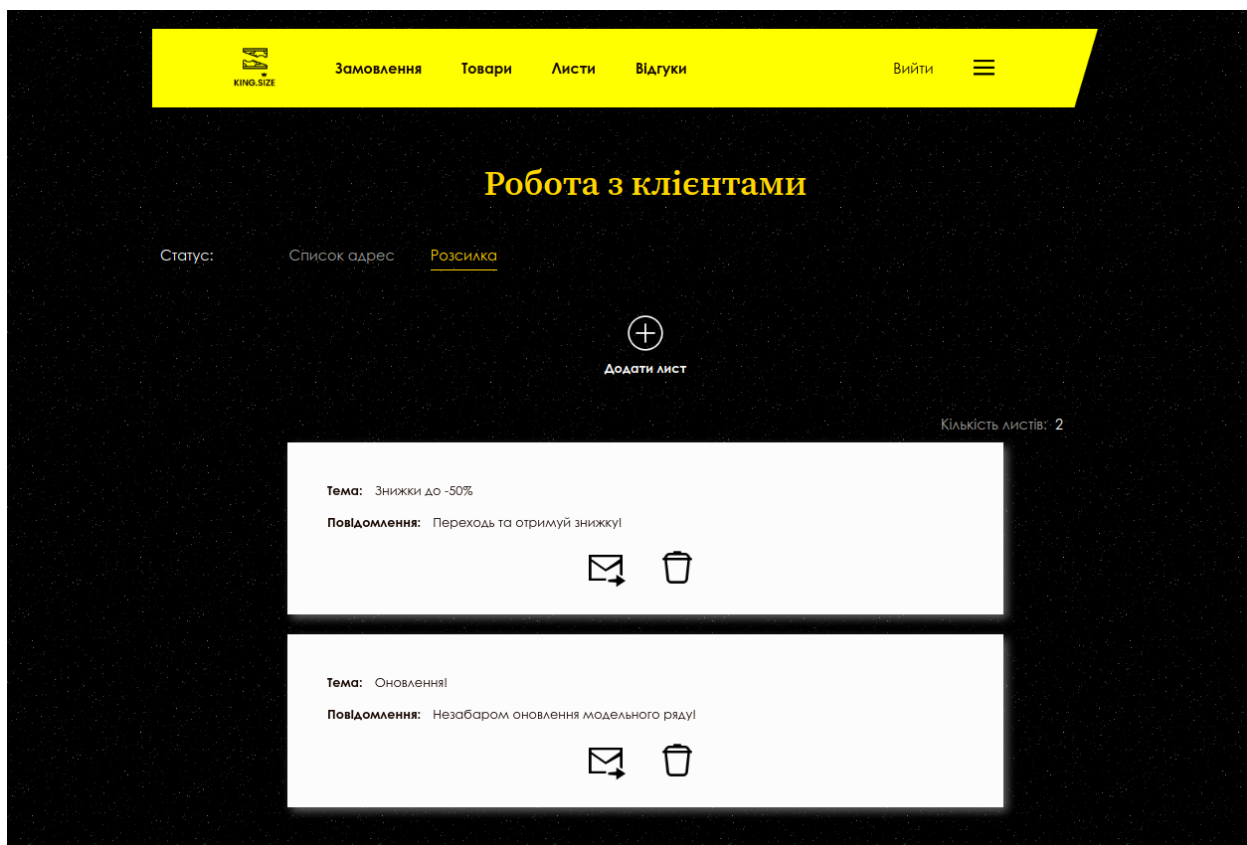 KING.SIZE
Замовлення Товари Листи Відгуки Вийти
Робота з клієнтами
Статус: Список адрес Розсилка
Додати лист
Кількість листів: 2
Тема: Знижки до -50%
Повідомлення: Переходь та отримуй знижку!
Тема: Оновлення!
Повідомлення: Незабаром оновлення модельного ряду!